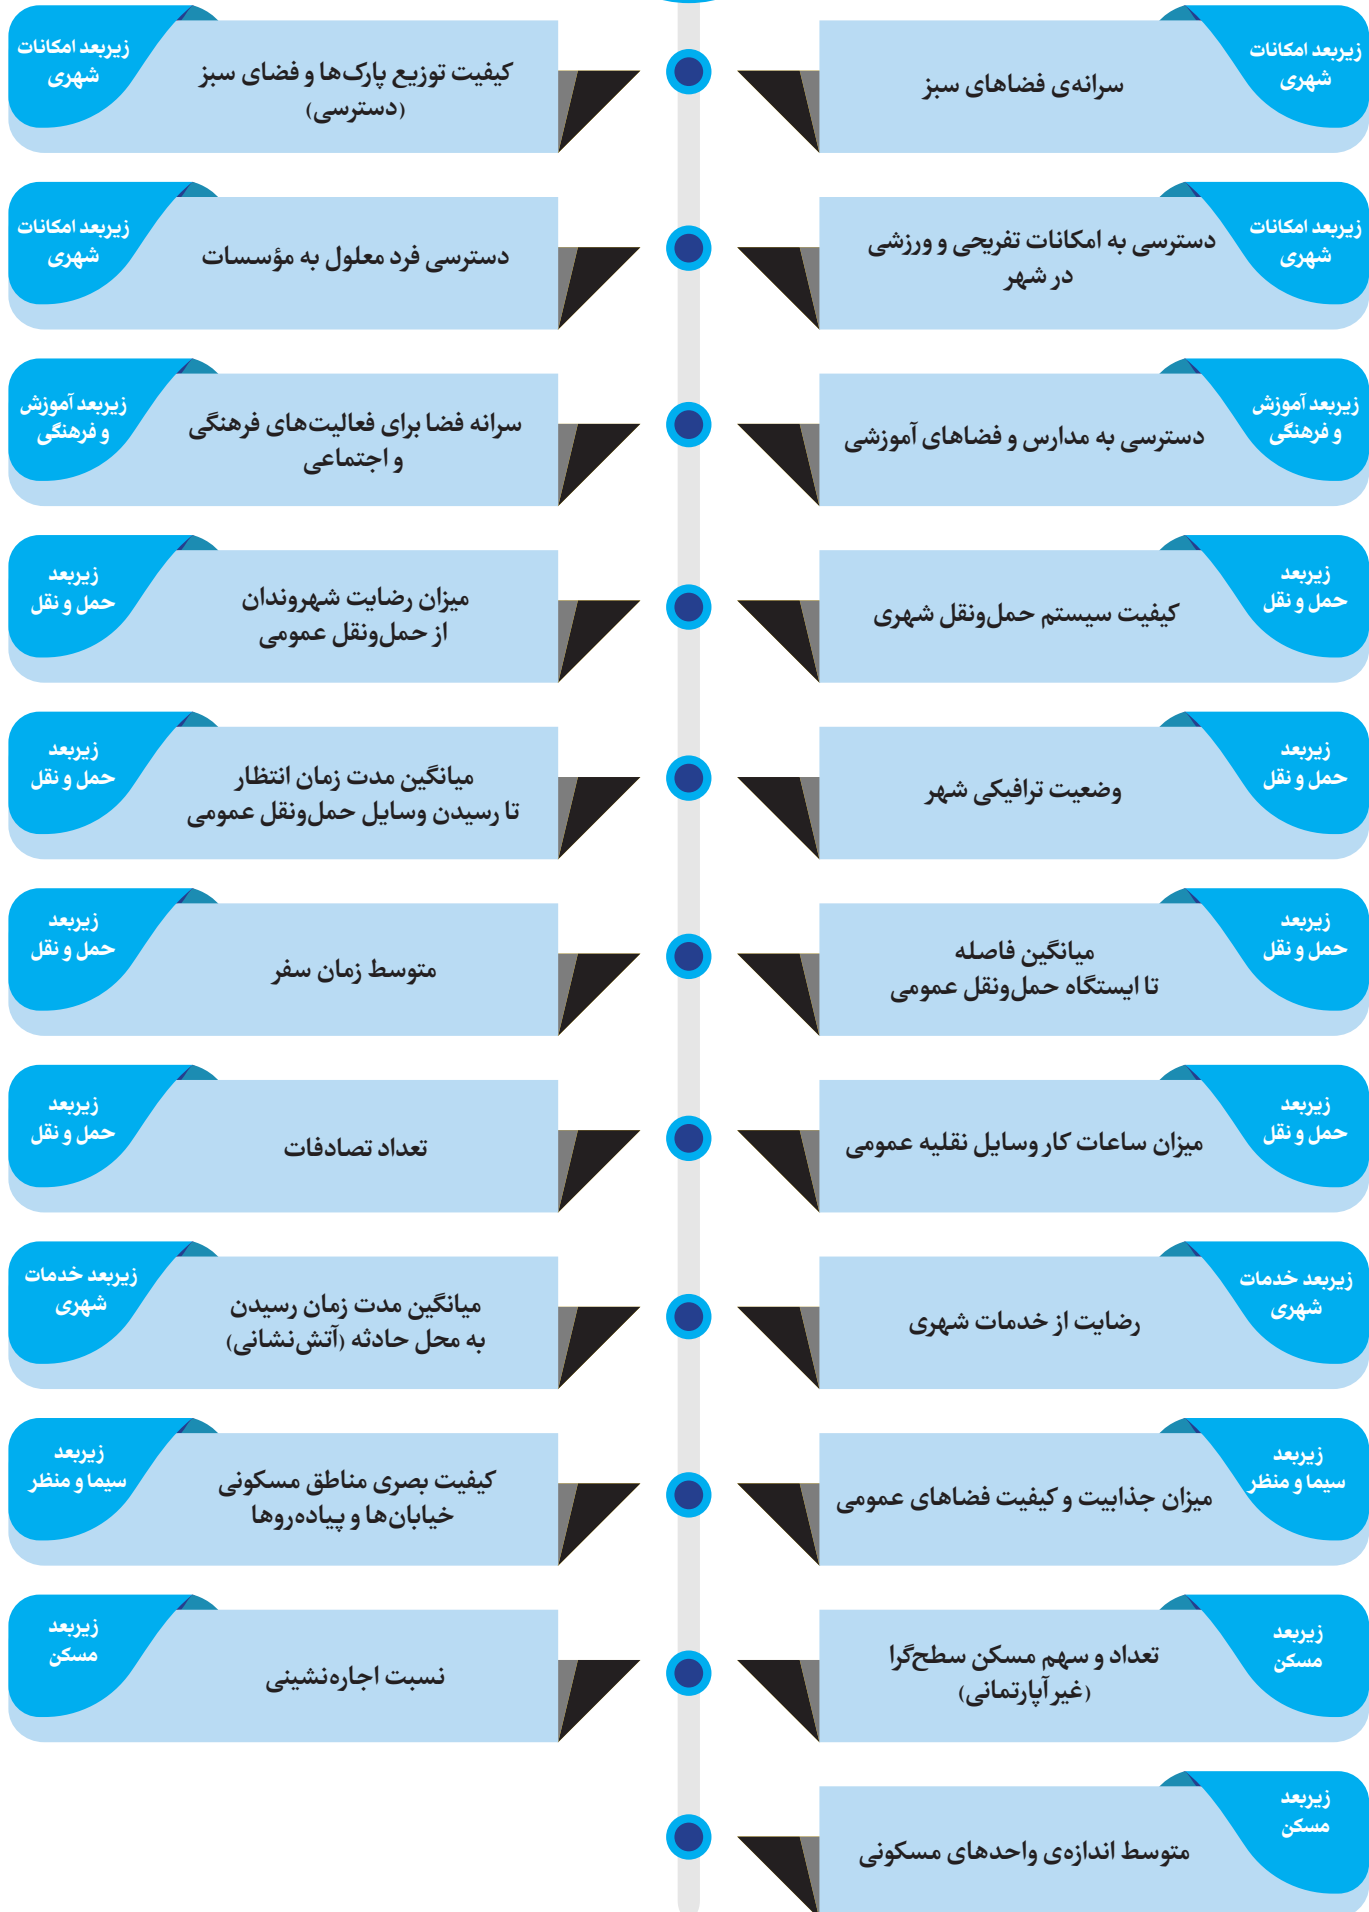 زیربعد امکانات
شهری
سرانه‌ی فضاهای سبز
زیربعد امکانات
شهری
کیفیت توزیع پارک‌ها و فضای سبز
(دسترسی)
زیربعد امکانات
شهری
دسترسی به امکانات تفریحی و ورزشی
در شهر
زیربعد امکانات
شهری
دسترسی فرد معلول به مؤسسات
زیربعد آموزش
و فرهنگی
دسترسی به مدارس و فضاهای آموزشی
زیربعد آموزش
و فرهنگی
سرانه فضا برای فعالیت‌های فرهنگی
و اجتماعی
زیربعد
حمل و نقل
کیفیت سیستم حمل‌ونقل شهری
زیربعد
حمل و نقل
میزان رضایت شهروندان
از حمل‌ونقل عمومی
زیربعد
حمل و نقل
وضعیت ترافیکی شهر
زیربعد
حمل و نقل
میانگین مدت زمان انتظار
تا رسیدن وسایل حمل‌ونقل عمومی
زیربعد
حمل و نقل
میانگین فاصله
تا ایستگاه حمل‌ونقل عمومی
زیربعد
حمل و نقل
متوسط زمان سفر
زیربعد
حمل و نقل
میزان ساعات کار وسایل نقلیه عمومی
زیربعد
حمل و نقل
تعداد تصادفات
زیربعد خدمات
شهری
رضایت از خدمات شهری
زیربعد خدمات
شهری
میانگین مدت زمان رسیدن
به محل حادثه (آتش‌نشانی)
زیربعد
سیما و منظر
میزان جذابیت و کیفیت فضاهای عمومی
زیربعد
سیما و منظر
کیفیت بصری مناطق مسکونی
خیابان‌ها و پیاده‌روها
زیربعد
مسکن
تعداد و سهم مسکن سطح‌گرا
(غیرآپارتمانی)
زیربعد
مسکن
نسبت اجاره‌نشینی
زیربعد
مسکن
متوسط اندازه‌ی واحدهای مسکونی